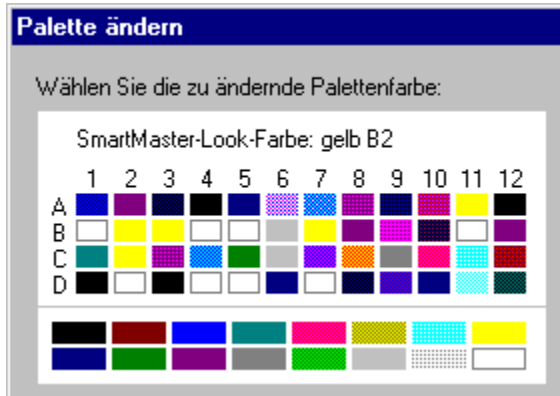 Palette ändern
Wählen Sie die zu ändernde Palettenfarbe:
SmartMaster-Look-Farbe: gelb B2
1 2 3 4 5 6 7 8 9 10 11 12
A
B
C
D